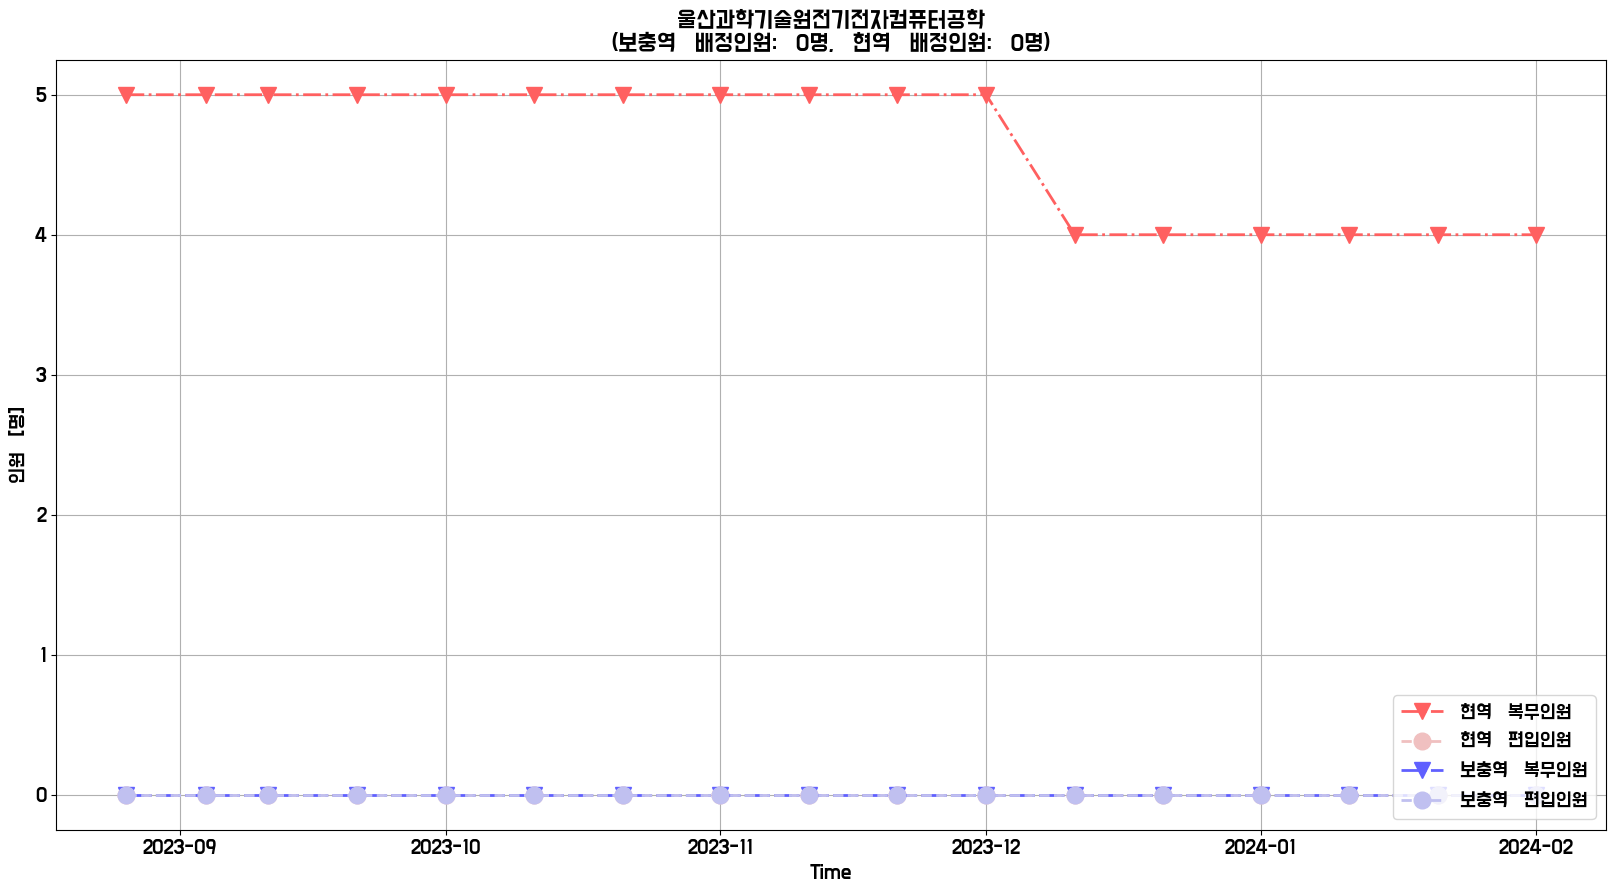 울산과학기술원전기전자컴퓨터공학
(보충역 배정인원: 0명, 현역 배정인원: 0명)
인원 [명]
5
4
3
2
1
0
현역 복무인원
현역 편입인원
보충역 복무인원
보충역 편입인원
2023-09 2023-10 2023-11 2023-12 2024-01 2024-02
Time